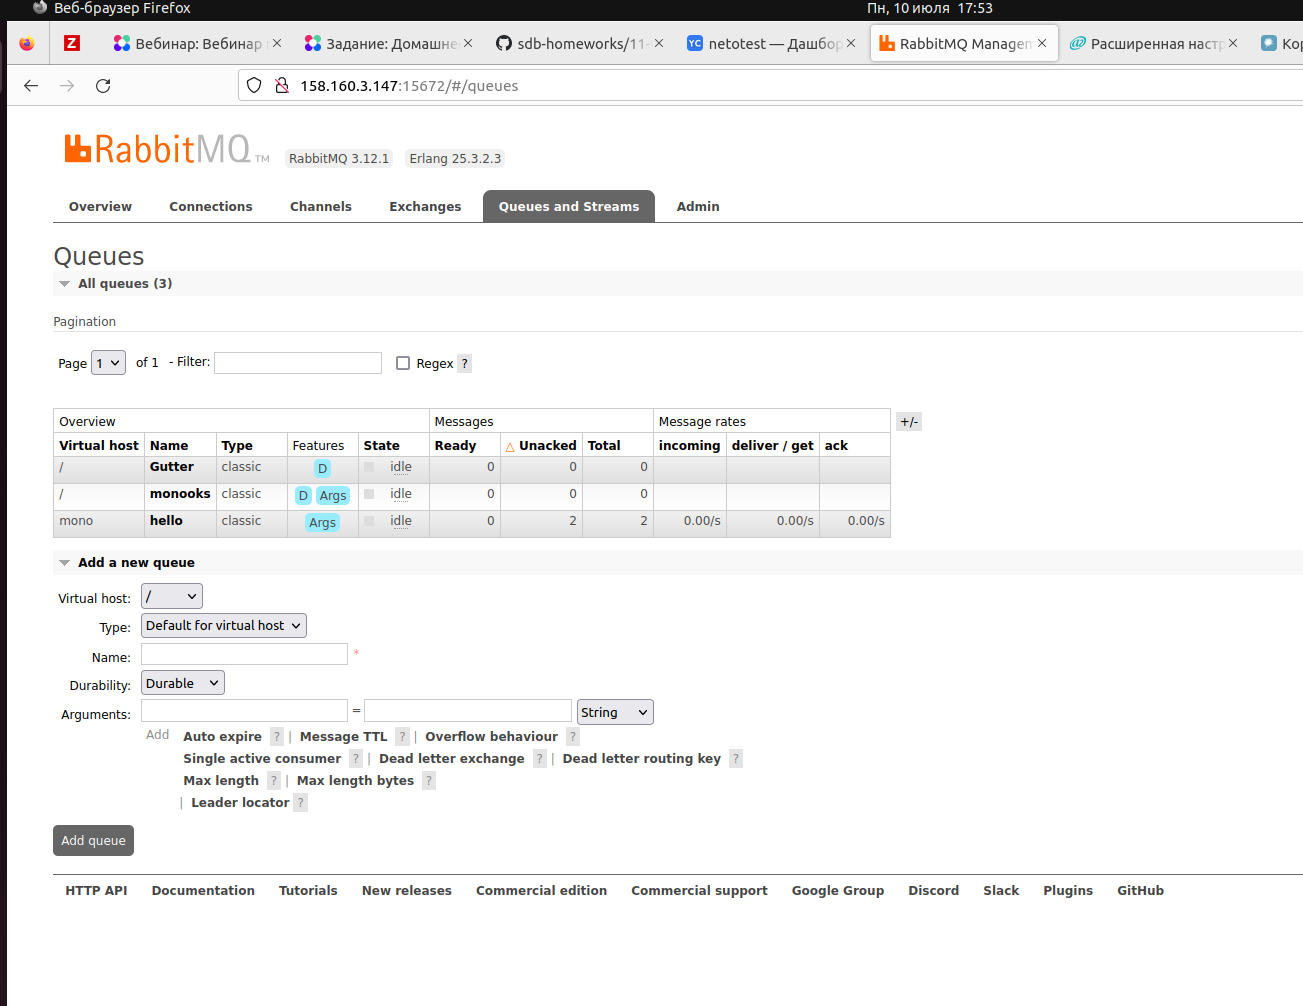 Веб-браузер Firefox Пн, 10 июля 17:53
Z Вебинар: Вебинар Задание: Домашне sdb-homeworks/11- YC netotest — Дашбор RabbitMQ Managem Расширенная наст Ко
158.160.3.147:15672/#/queues
RabbitMQ TM RabbitMQ 3.12.1 Erlang 25.3.2.3
Overview Connections Channels Exchanges Queues and Streams Admin
Queues
All queues (3)
Pagination
Page 1 of 1 - Filter: Regex ?
Overview Messages Message rates +/-
Virtual host Name Type Features State Ready Unacked Total incoming deliver / get ack
/ Gutter classic D idle 0 0 0
/ monooks classic D Args idle 0 0 0
mono hello classic Args idle 0 2 2 0.00/s 0.00/s 0.00/s
Add a new queue
Virtual host: /
Type: Default for virtual host
Name: *
Durability: Durable
Arguments: = String
Add Auto expire ? | Message TTL ? | Overflow behaviour ?
Single active consumer ? | Dead letter exchange ? | Dead letter routing key ?
Max length ? | Max length bytes ?
| Leader locator ?
Add queue
HTTP API Documentation Tutorials New releases Commercial edition Commercial support Google Group Discord Slack Plugins GitHub